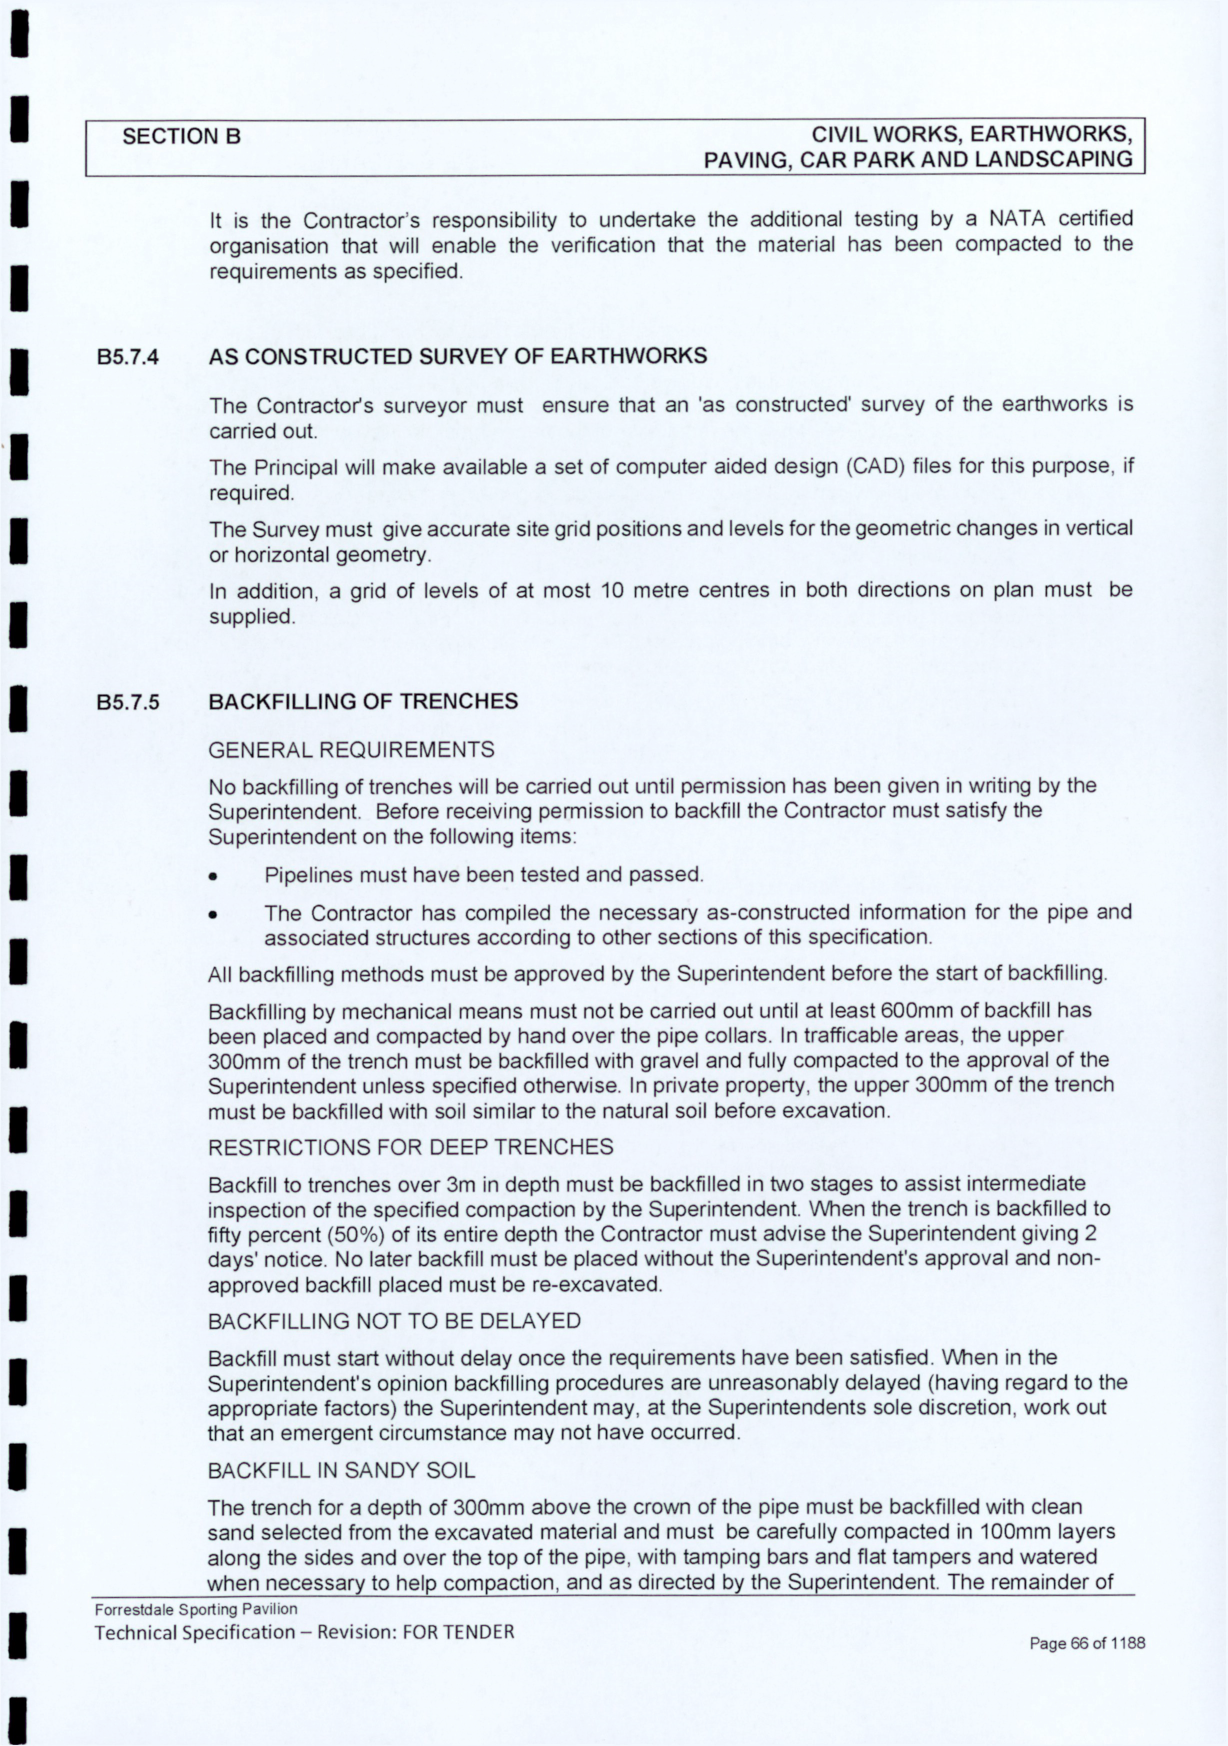 SECTION B
CIVIL WORKS, EARTHWORKS,
PAVING, CAR PARK AND LANDSCAPING
It is the Contractor's responsibility to undertake the additional testing by a NATA certified
organisation that will enable the verification that the material has been compacted to the
requirements as specified.
B5.7.4 AS CONSTRUCTED SURVEY OF EARTHWORKS
The Contractor's surveyor must ensure that an 'as constructed' survey of the earthworks is
carried out.
The Principal will make available a set of computer aided design (CAD) files for this purpose, if
required.
The Survey must give accurate site grid positions and levels for the geometric changes in vertical
or horizontal geometry.
In addition, a grid of levels of at most 10 metre centres in both directions on plan must be
supplied.
B5.7.5 BACKFILLING OF TRENCHES
GENERAL REQUIREMENTS
No backfilling of trenches will be carried out until permission has been given in writing by the
Superintendent. Before receiving permission to backfill the Contractor must satisfy the
Superintendent on the following items:
• Pipelines must have been tested and passed.
• The Contractor has compiled the necessary as-constructed information for the pipe and
associated structures according to other sections of this specification.
All backfilling methods must be approved by the Superintendent before the start of backfilling.
Backfilling by mechanical means must not be carried out until at least 600mm of backfill has
been placed and compacted by hand over the pipe collars. In trafficable areas, the upper
300mm of the trench must be backfilled with gravel and fully compacted to the approval of the
Superintendent unless specified otherwise. In private property, the upper 300mm of the trench
must be backfilled with soil similar to the natural soil before excavation.
RESTRICTIONS FOR DEEP TRENCHES
Backfill to trenches over 3m in depth must be backfilled in two stages to assist intermediate
inspection of the specified compaction by the Superintendent. When the trench is backfilled to
fifty percent (50%) of its entire depth the Contractor must advise the Superintendent giving 2
days' notice. No later backfill must be placed without the Superintendent's approval and non-
approved backfill placed must be re-excavated.
BACKFILLING NOT TO BE DELAYED
Backfill must start without delay once the requirements have been satisfied. When in the
Superintendent's opinion backfilling procedures are unreasonably delayed (having regard to the
appropriate factors) the Superintendent may, at the Superintendents sole discretion, work out
that an emergent circumstance may not have occurred.
BACKFILL IN SANDY SOIL
The trench for a depth of 300mm above the crown of the pipe must be backfilled with clean
sand selected from the excavated material and must be carefully compacted in 100mm layers
along the sides and over the top of the pipe, with tamping bars and flat tampers and watered
when necessary to help compaction, and as directed by the Superintendent. The remainder of
Forrestdale Sporting Pavilion
Technical Specification – Revision: FOR TENDER
Page 66 of 1188